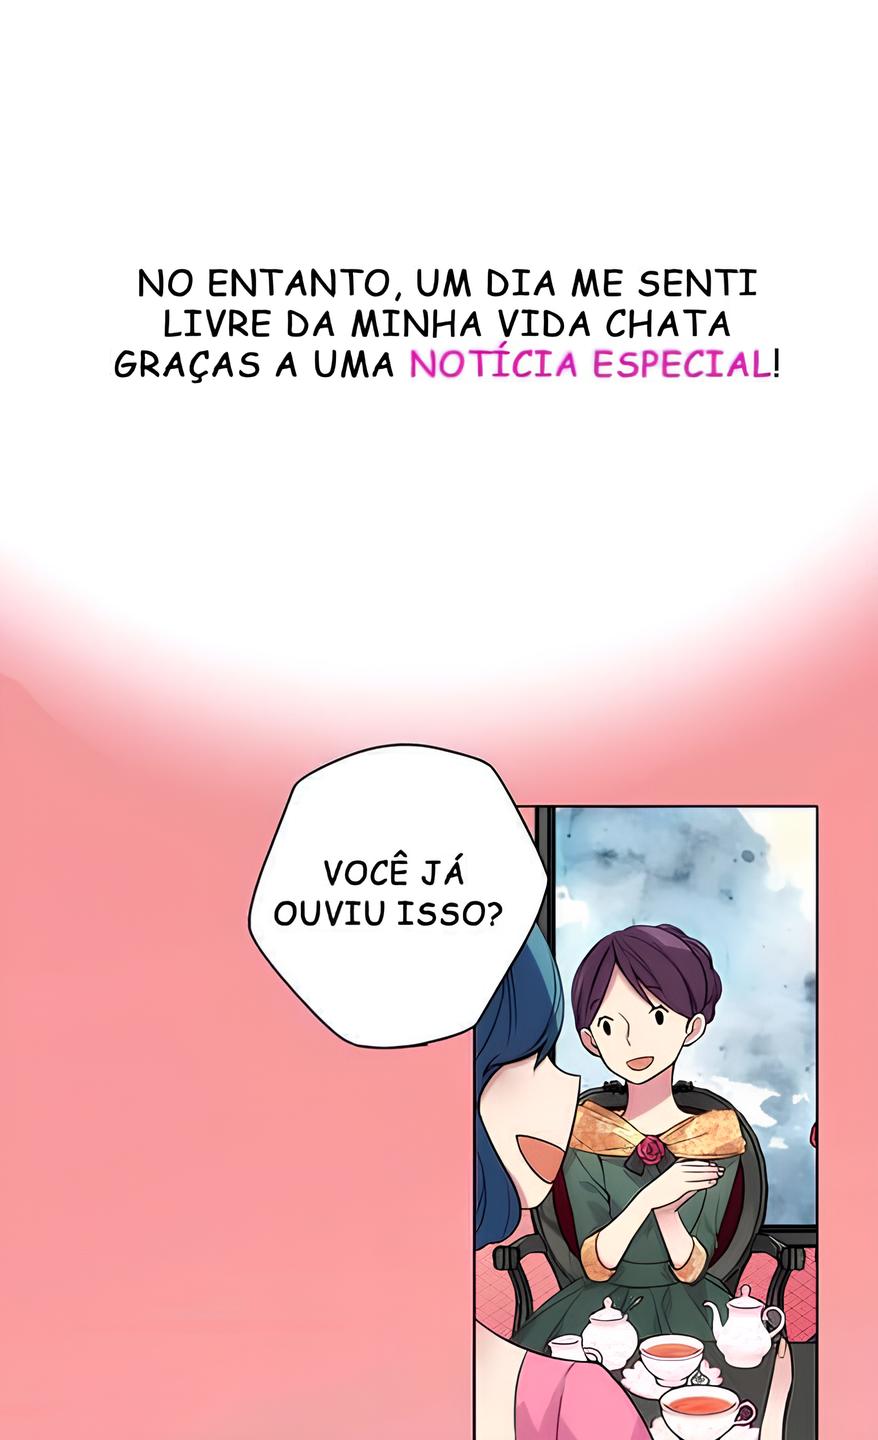 NO ENTANTO, UM DIA ME SENTI
LIVRE DA MINHA VIDA CHATA
GRAÇAS A UMA NOTÍCIA ESPECIAL!
VOCÊ JÁ
OUVIU ISSO?